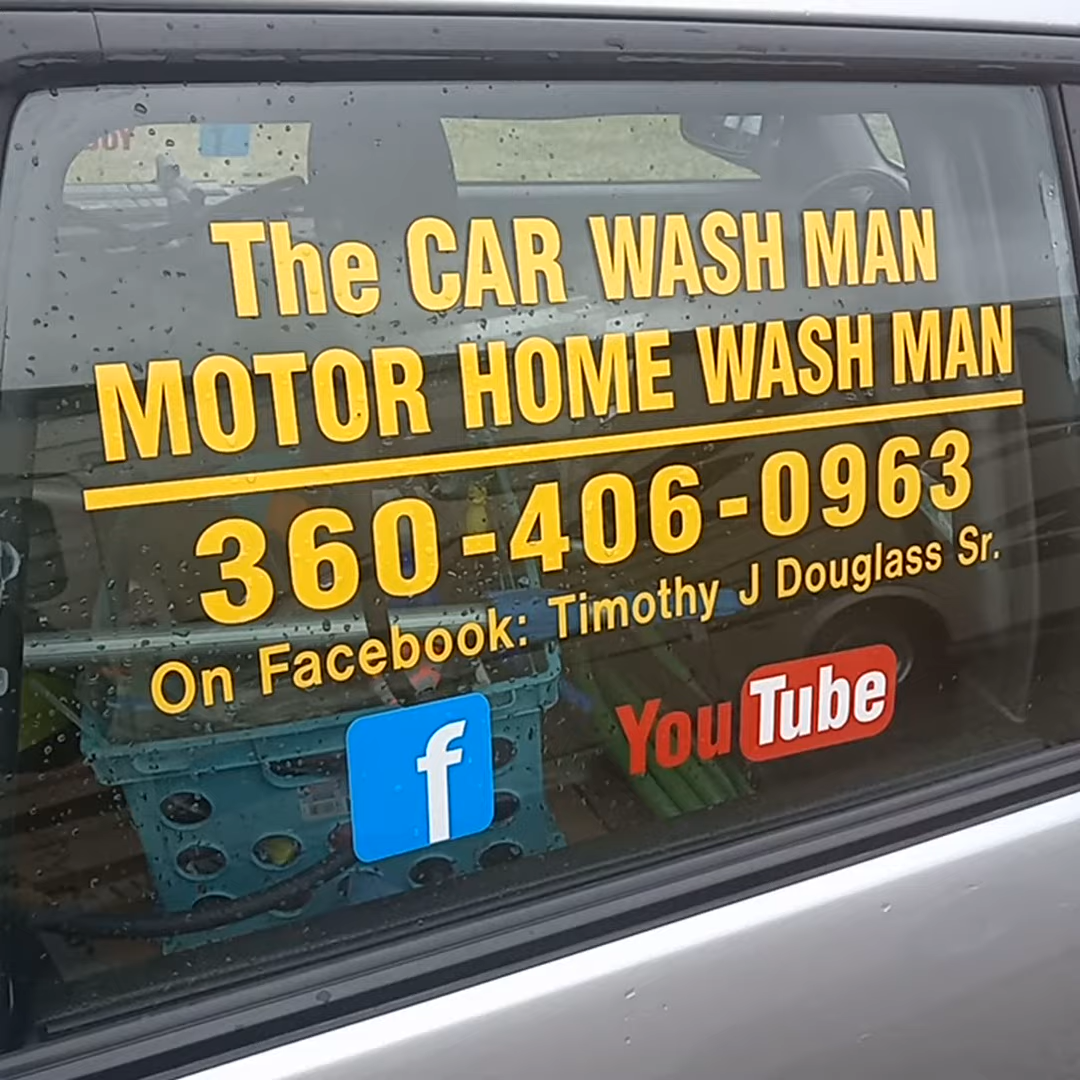 The CAR WASH MAN
MOTOR HOME WASH MAN
360-406-0963
On Facebook: Timothy J Douglass Sr.
f
YouTube